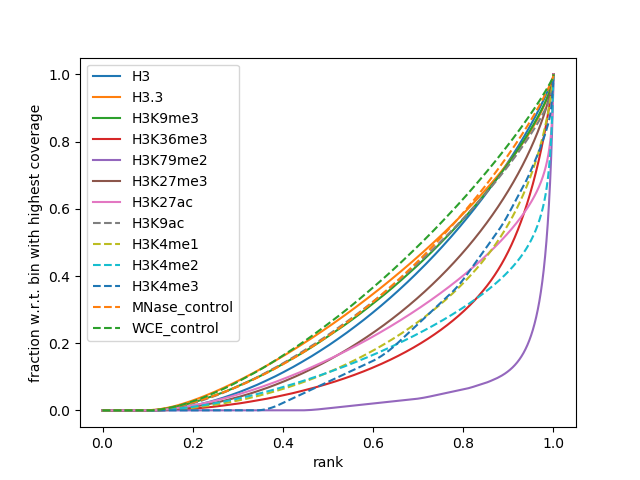 fraction w.r.t. bin with highest coverage
1.0
0.8
0.6
0.4
0.2
0.0
H3
H3.3
H3K9me3
H3K36me3
H3K79me2
H3K27me3
H3K27ac
H3K9ac
H3K4me1
H3K4me2
H3K4me3
MNase_control
WCE_control
0.0 0.2 0.4 0.6 0.8 1.0
rank